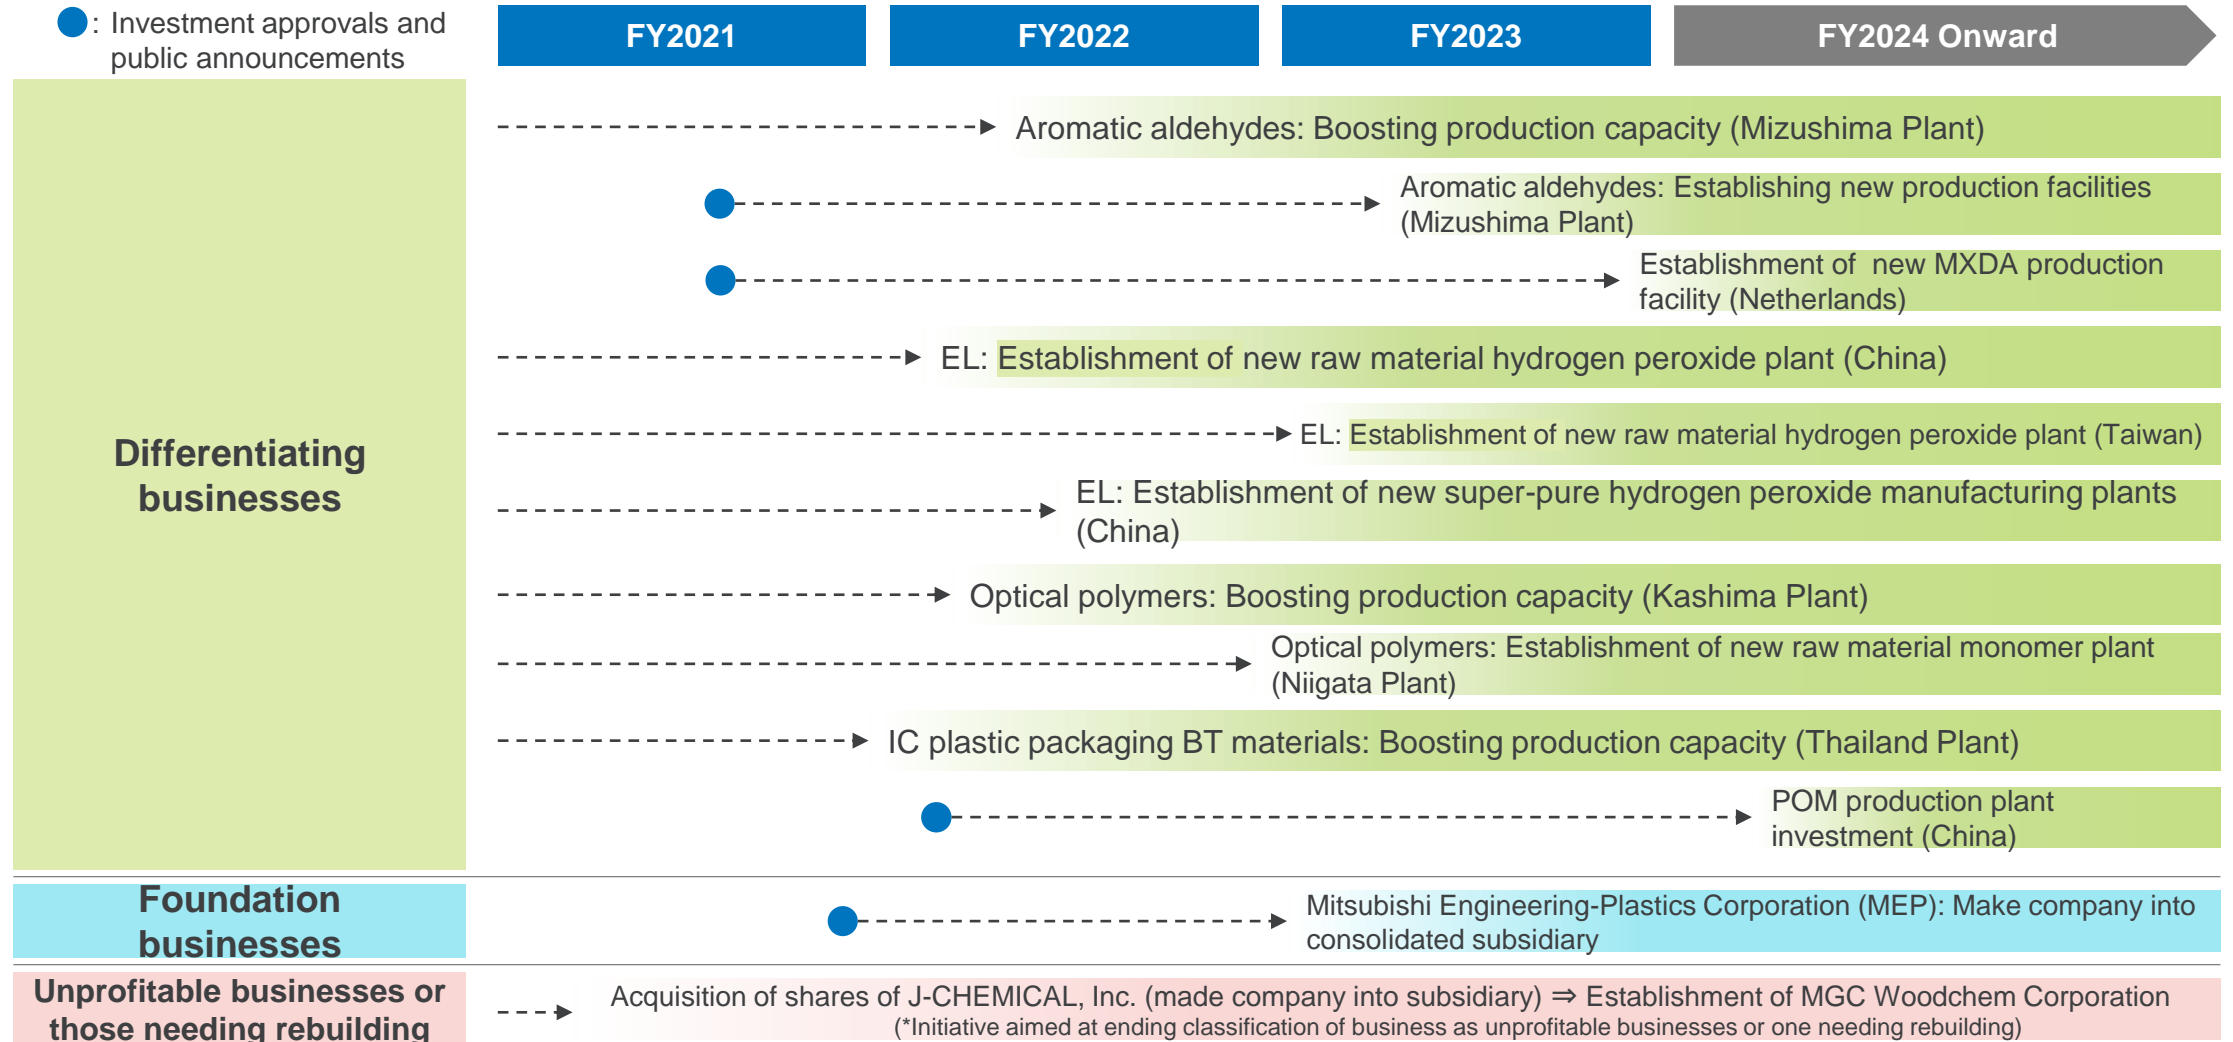 : Investment approvals and
public announcements
FY2021
FY2022
FY2023
FY2024 Onward
Differentiating
businesses
Aromatic aldehydes: Boosting production capacity (Mizushima Plant)
Aromatic aldehydes: Establishing new production facilities
(Mizushima Plant)
Establishment of  new MXDA production
facility (Netherlands)
EL: Establishment of new raw material hydrogen peroxide plant (China)
EL: Establishment of new raw material hydrogen peroxide plant (Taiwan)
EL: Establishment of new super-pure hydrogen peroxide manufacturing plants
(China)
Optical polymers: Boosting production capacity (Kashima Plant)
Optical polymers: Establishment of new raw material monomer plant
(Niigata Plant)
IC plastic packaging BT materials: Boosting production capacity (Thailand Plant)
POM production plant
investment (China)
Foundation
businesses
Mitsubishi Engineering-Plastics Corporation (MEP): Make company into
consolidated subsidiary
Unprofitable businesses or
those needing rebuilding
Acquisition of shares of J-CHEMICAL, Inc. (made company into subsidiary) ⇒ Establishment of MGC Woodchem Corporation
(*Initiative aimed at ending classification of business as unprofitable businesses or one needing rebuilding)